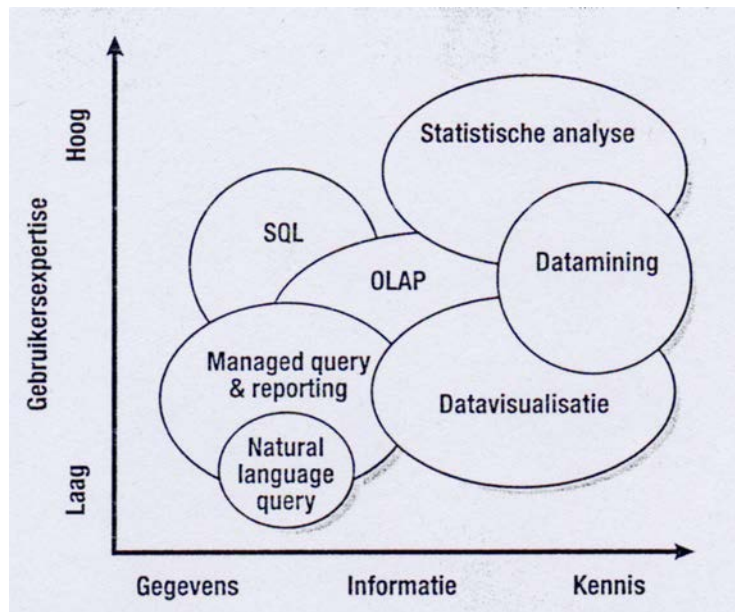 Hoog
Gebruikersexpertise
Laag
Statistische analyse
SQL
Datamining
OLAP
Managed query
& reporting
Datavisualisatie
Natural
language
query
Gegevens
Informatie
Kennis